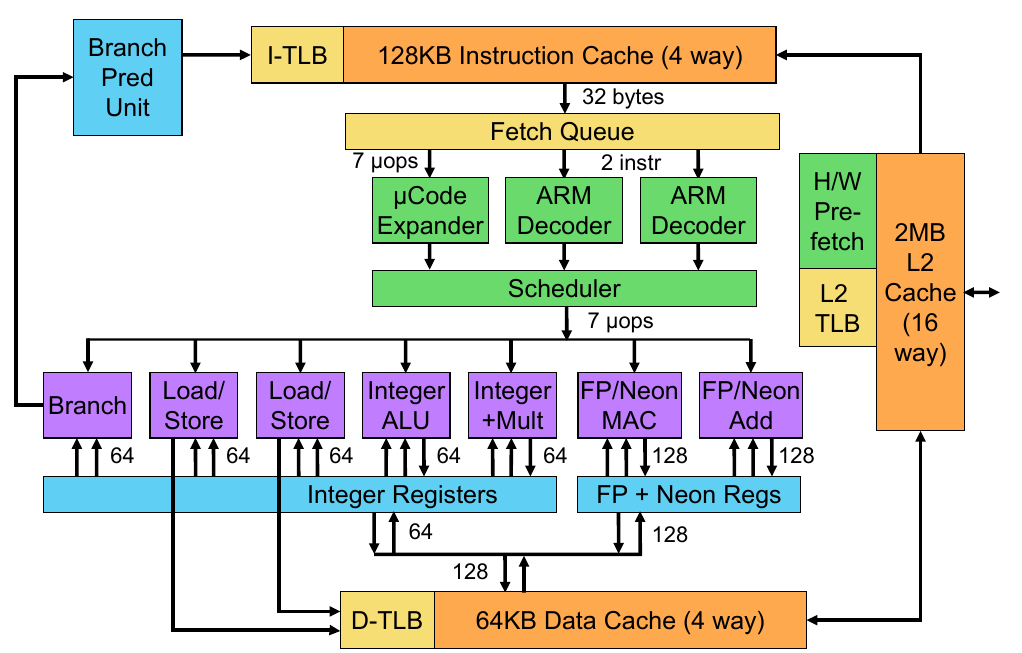 Branch
Pred
Unit
I-TLB
128KB Instruction Cache (4 way)
32 bytes
Fetch Queue
7 µops
2 instr
µCode
Expander
ARM
Decoder
ARM
Decoder
H/W
Pre-
fetch
L2
TLB
2MB
L2
Cache
(16
way)
Scheduler
7 µops
Branch
Load/
Store
Load/
Store
Integer
ALU
Integer
+Mult
FP/Neon
MAC
FP/Neon
Add
64
64
64
64
64
128
128
Integer Registers
FP + Neon Regs
64
128
128
D-TLB
64KB Data Cache (4 way)